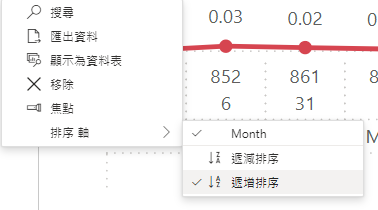 搜尋
匯出資料
顯示為資料表
移除
焦點
排序 軸
0.03 0.02
852 861 8
6 31
Month
遞減排序
遞增排序
M